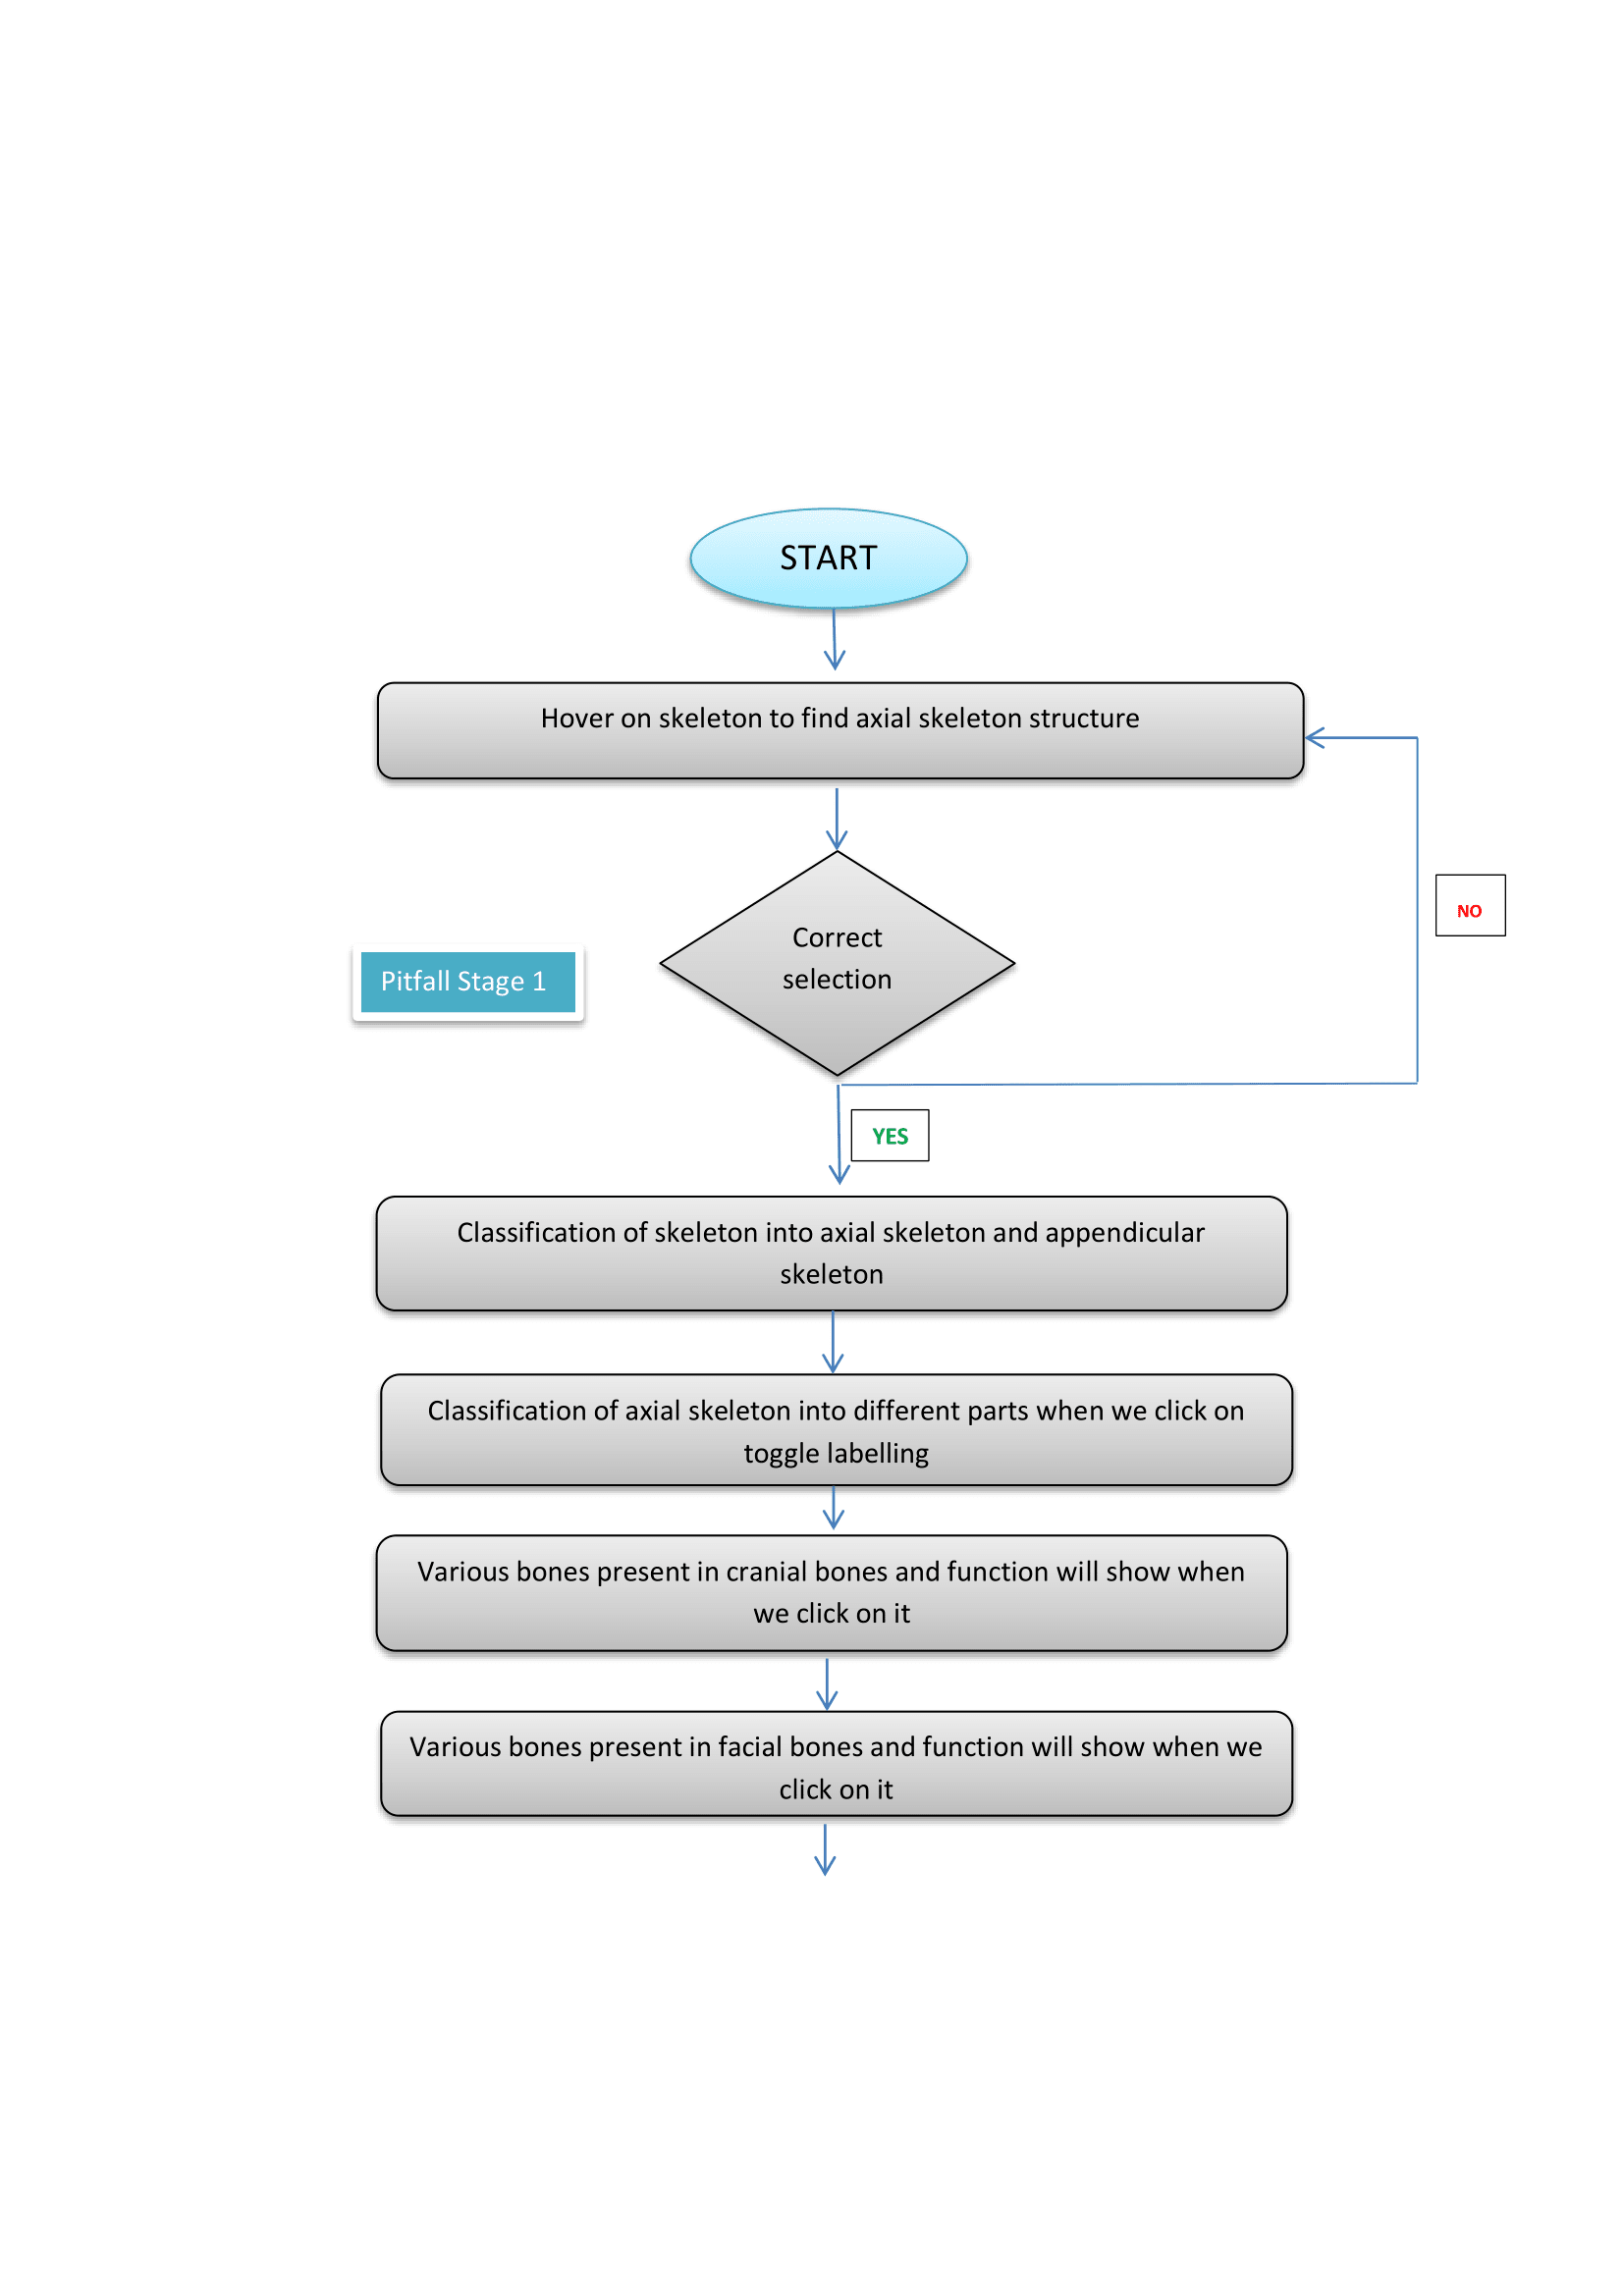 START
Hover on skeleton to find axial skeleton structure
NO
Correct
selection
Pitfall Stage 1
YES
Classification of skeleton into axial skeleton and appendicular
skeleton
Classification of axial skeleton into different parts when we click on
toggle labelling
Various bones present in cranial bones and function will show when
we click on it
Various bones present in facial bones and function will show when we
click on it